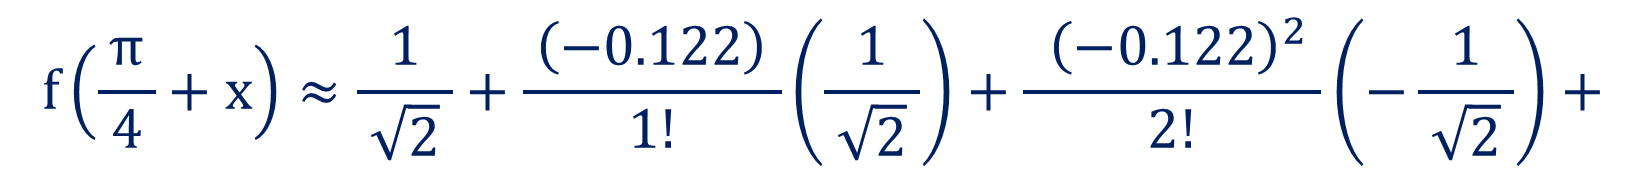 f(π/4 + x) ≈ 1/√2 + (−0.122)/1! (1/√2) + (−0.122)²/2! (−1/√2) +